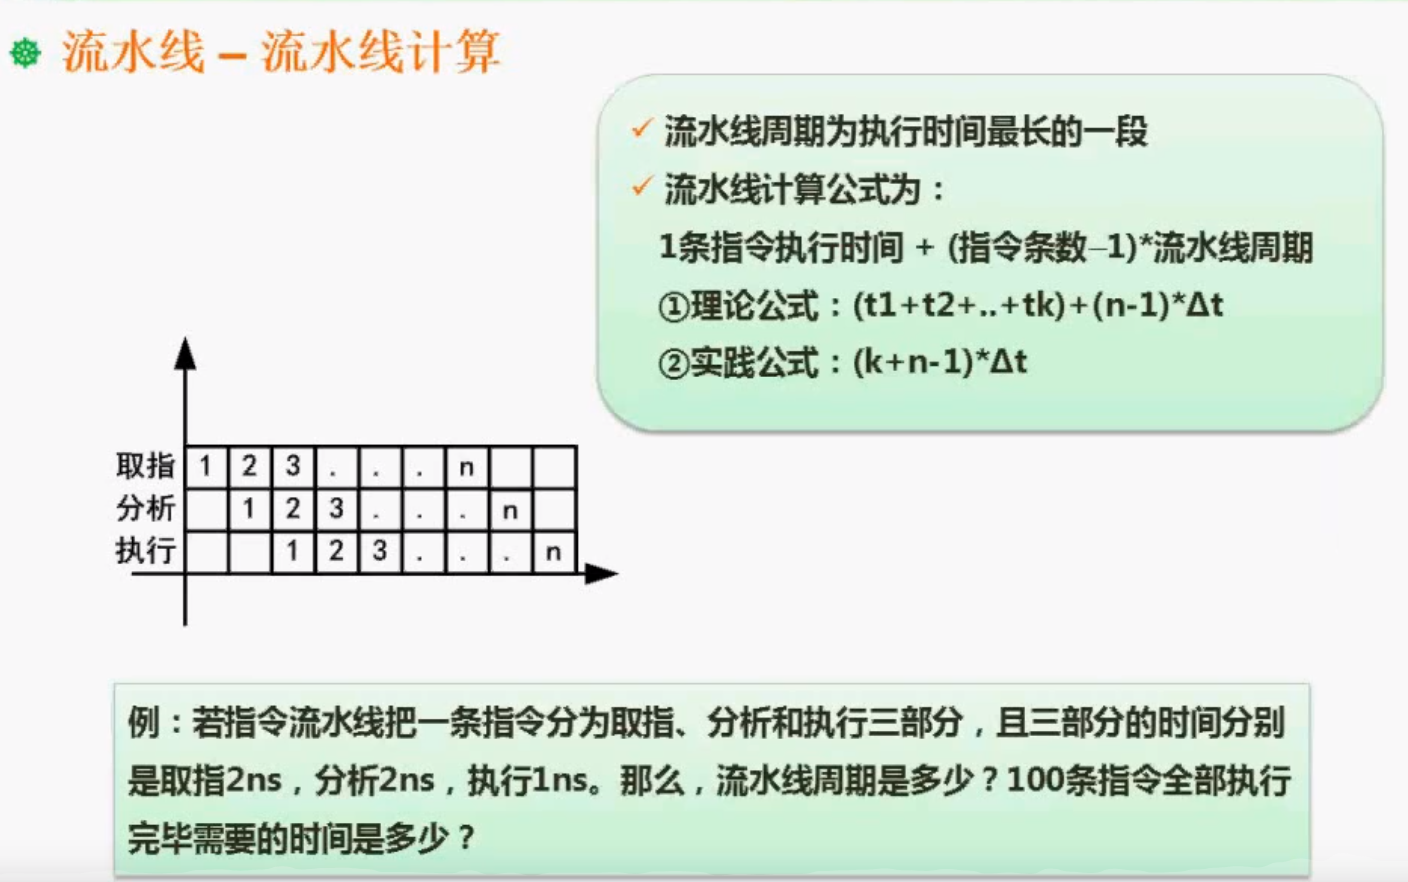 流水线 – 流水线计算
✓ 流水线周期为执行时间最长的一段
✓ 流水线计算公式为：
1条指令执行时间 + (指令条数–1)*流水线周期
①理论公式：(t1+t2+..+tk)+(n-1)*Δt
②实践公式：(k+n-1)*Δt
取指 1 2 3 . . . n
分析 1 2 3 . . . . n
执行 1 2 3 . . . n
例：若指令流水线把一条指令分为取指、分析和执行三部分，且三部分的时间分别
是取指2ns，分析2ns，执行1ns。那么，流水线周期是多少？100条指令全部执行
完毕需要的时间是多少？